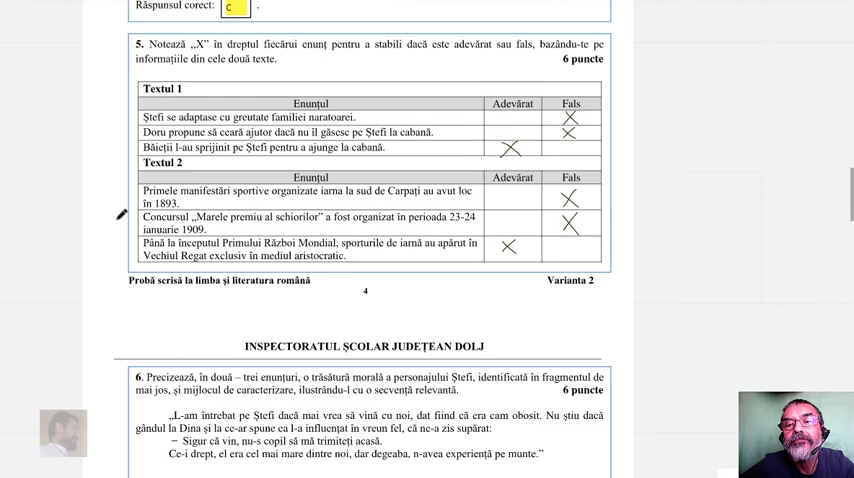 Răspunsul corect: C .
5. Notează „X” în dreptul fiecărui enunț pentru a stabili dacă este adevărat sau fals, bazându-te pe
informațiile din cele două texte. 6 puncte
Textul 1
Enunțul Adevărat Fals
Ștefi se adaptase cu greutate familiei naratoarei. X
Doru propune să ceară ajutor dacă nu îl găsesc pe Ștefi la cabană. X
Băieții l-au sprijinit pe Ștefi pentru a ajunge la cabană. X
Textul 2
Enunțul Adevărat Fals
Primele manifestări sportive organizate iarna la sud de Carpați au avut loc
în 1893. X
Concursul „Marele premiu al schiorilor” a fost organizat în perioada 23-24
ianuarie 1909. X
Până la începutul Primului Război Mondial, sporturile de iarnă au apărut în
Vechiul Regat exclusiv în mediul aristocratic. X
Probă scrisă la limba și literatura română Varianta 2
4
INSPECTORATUL ȘCOLAR JUDEȚEAN DOLJ
6. Precizează, în două – trei enunțuri, o trăsătură morală a personajului Ștefi, identificată în fragmentul de
mai jos, și mijlocul de caracterizare, ilustrându-l cu o secvență relevantă. 6 puncte
„L-am întrebat pe Ștefi dacă mai vrea să vină cu noi, dat fiind că era cam obosit. Nu știu dacă
gândul la Dina și la ce-ar spune ea l-a influențat în vreun fel, că ne-a zis supărat:
– Sigur că vin, nu-s copil să mă trimiteți acasă.
Ce-i drept, el era cel mai mare dintre noi, dar degeaba, n-avea experiență pe munte.”